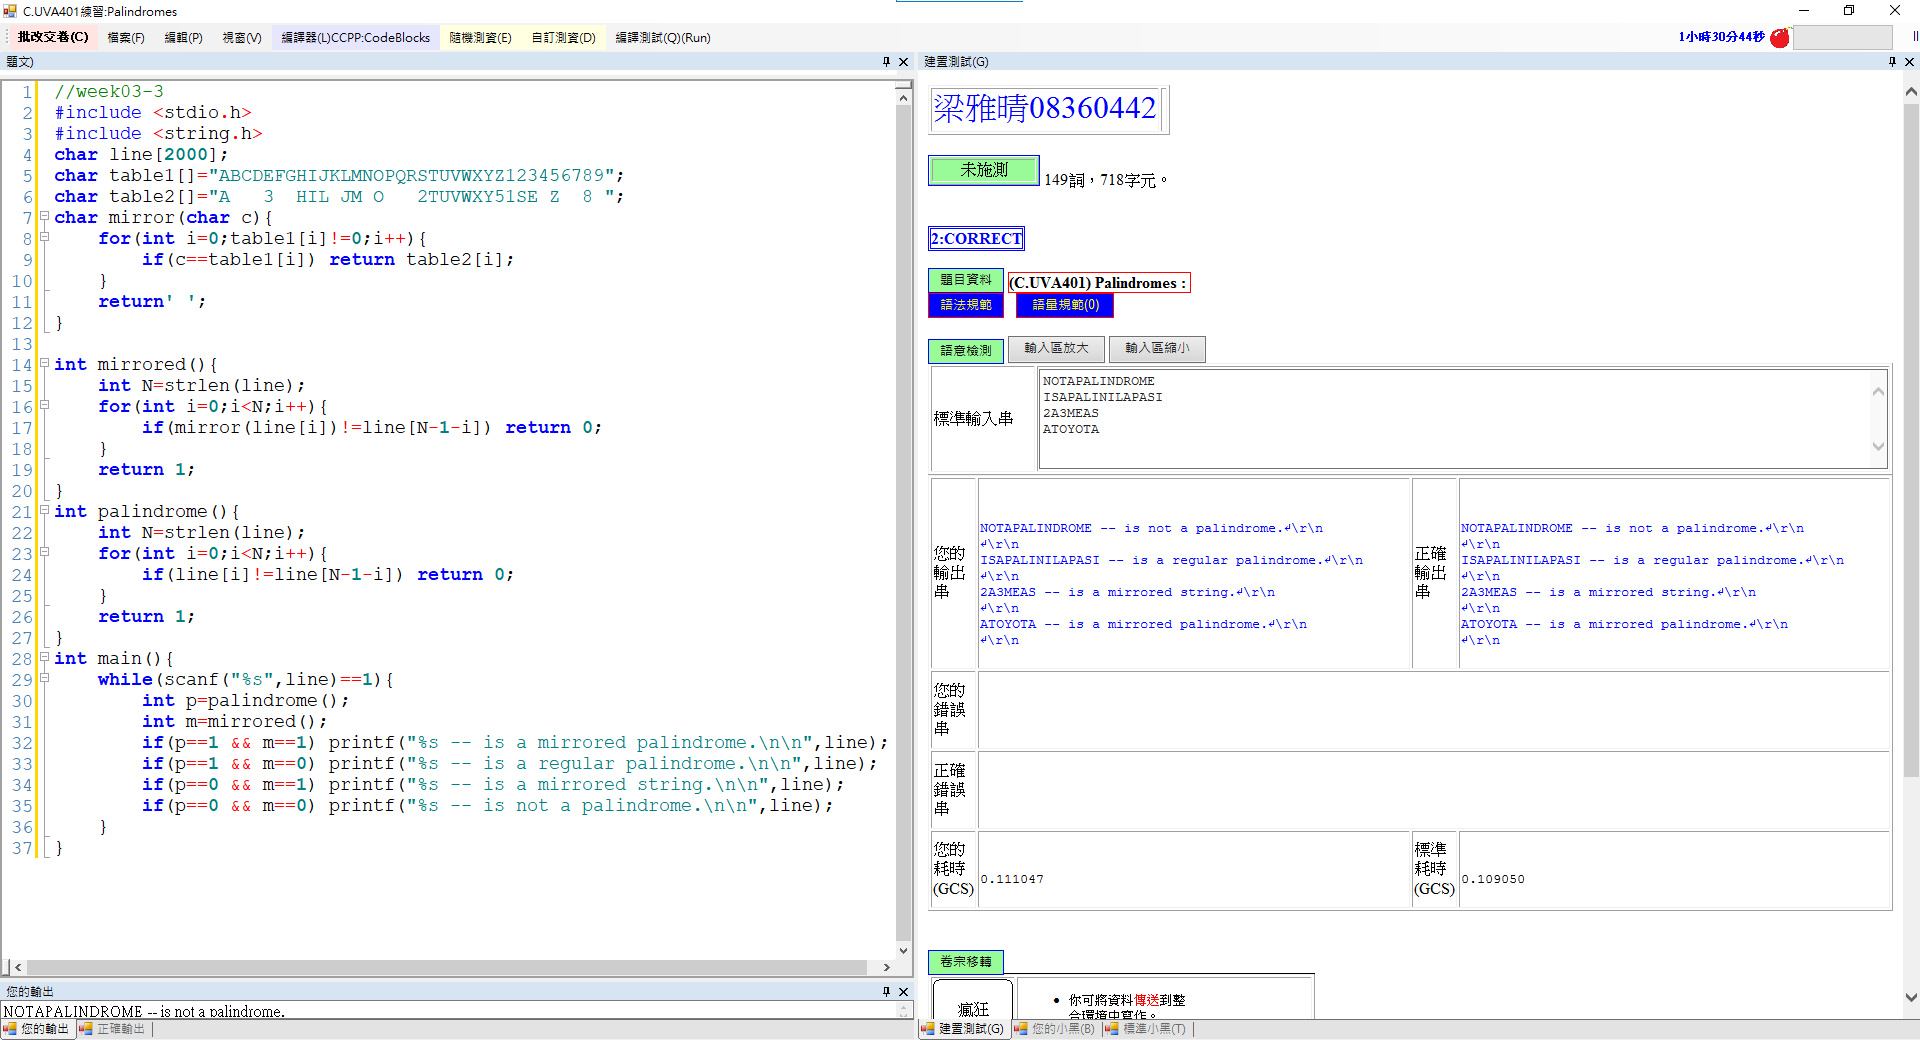 C.UVA401練習:Palindromes
批改交卷(C) 檔案(F) 編輯(P) 視窗(V) 編譯器(L)CCPP:CodeBlocks 隨機測資(E) 自訂測資(D) 編譯測試(Q)(Run)
1小時30分44秒
題文)
1 //week03-3
2 #include <stdio.h>
3 #include <string.h>
4 char line[2000];
5 char table1[]="ABCDEFGHIJKLMNOPQRSTUVWXYZ123456789";
6 char table2[]="A   3  HIL JM O   2TUVWXY51SE Z  8 ";
7 char mirror(char c){
8     for(int i=0;table1[i]!=0;i++){
9         if(c==table1[i]) return table2[i];
10     }
11     return' ';
12 }
13
14 int mirrored(){
15     int N=strlen(line);
16     for(int i=0;i<N;i++){
17         if(mirror(line[i])!=line[N-1-i]) return 0;
18     }
19     return 1;
20 }
21 int palindrome(){
22     int N=strlen(line);
23     for(int i=0;i<N;i++){
24         if(line[i]!=line[N-1-i]) return 0;
25     }
26     return 1;
27 }
28 int main(){
29     while(scanf("%s",line)==1){
30         int p=palindrome();
31         int m=mirrored();
32         if(p==1 && m==1) printf("%s -- is a mirrored palindrome.\n\n",line);
33         if(p==1 && m==0) printf("%s -- is a regular palindrome.\n\n",line);
34         if(p==0 && m==1) printf("%s -- is a mirrored string.\n\n",line);
35         if(p==0 && m==0) printf("%s -- is not a palindrome.\n\n",line);
36     }
37 }
您的輸出
NOTAPALINDROME -- is not a palindrome.
您的輸出 正確輸出
建置測試(G)
梁雅晴08360442
未施測 149詞，718字元。
2:CORRECT
題目資料 (C.UVA401) Palindromes :
語法規範 語量規範(0)
語意檢測 輸入區放大 輸入區縮小
標準輸入串
NOTAPALINDROME
ISAPALINILAPASI
2A3MEAS
ATOYOTA
您的
輸出
串
NOTAPALINDROME -- is not a palindrome.↲\r\n
↲\r\n
ISAPALINILAPASI -- is a regular palindrome.↲\r\n
↲\r\n
2A3MEAS -- is a mirrored string.↲\r\n
↲\r\n
ATOYOTA -- is a mirrored palindrome.↲\r\n
↲\r\n
正確
輸出
串
NOTAPALINDROME -- is not a palindrome.↲\r\n
↲\r\n
ISAPALINILAPASI -- is a regular palindrome.↲\r\n
↲\r\n
2A3MEAS -- is a mirrored string.↲\r\n
↲\r\n
ATOYOTA -- is a mirrored palindrome.↲\r\n
↲\r\n
您的
錯誤
串
正確
錯誤
串
您的
耗時
(GCS)
0.111047
標準
耗時
(GCS)
0.109050
卷宗移轉
瘋狂
• 你可將資料傳送到整
合環境中寫作。
建置測試(G) 您的小黑(B) 標準小黑(T)